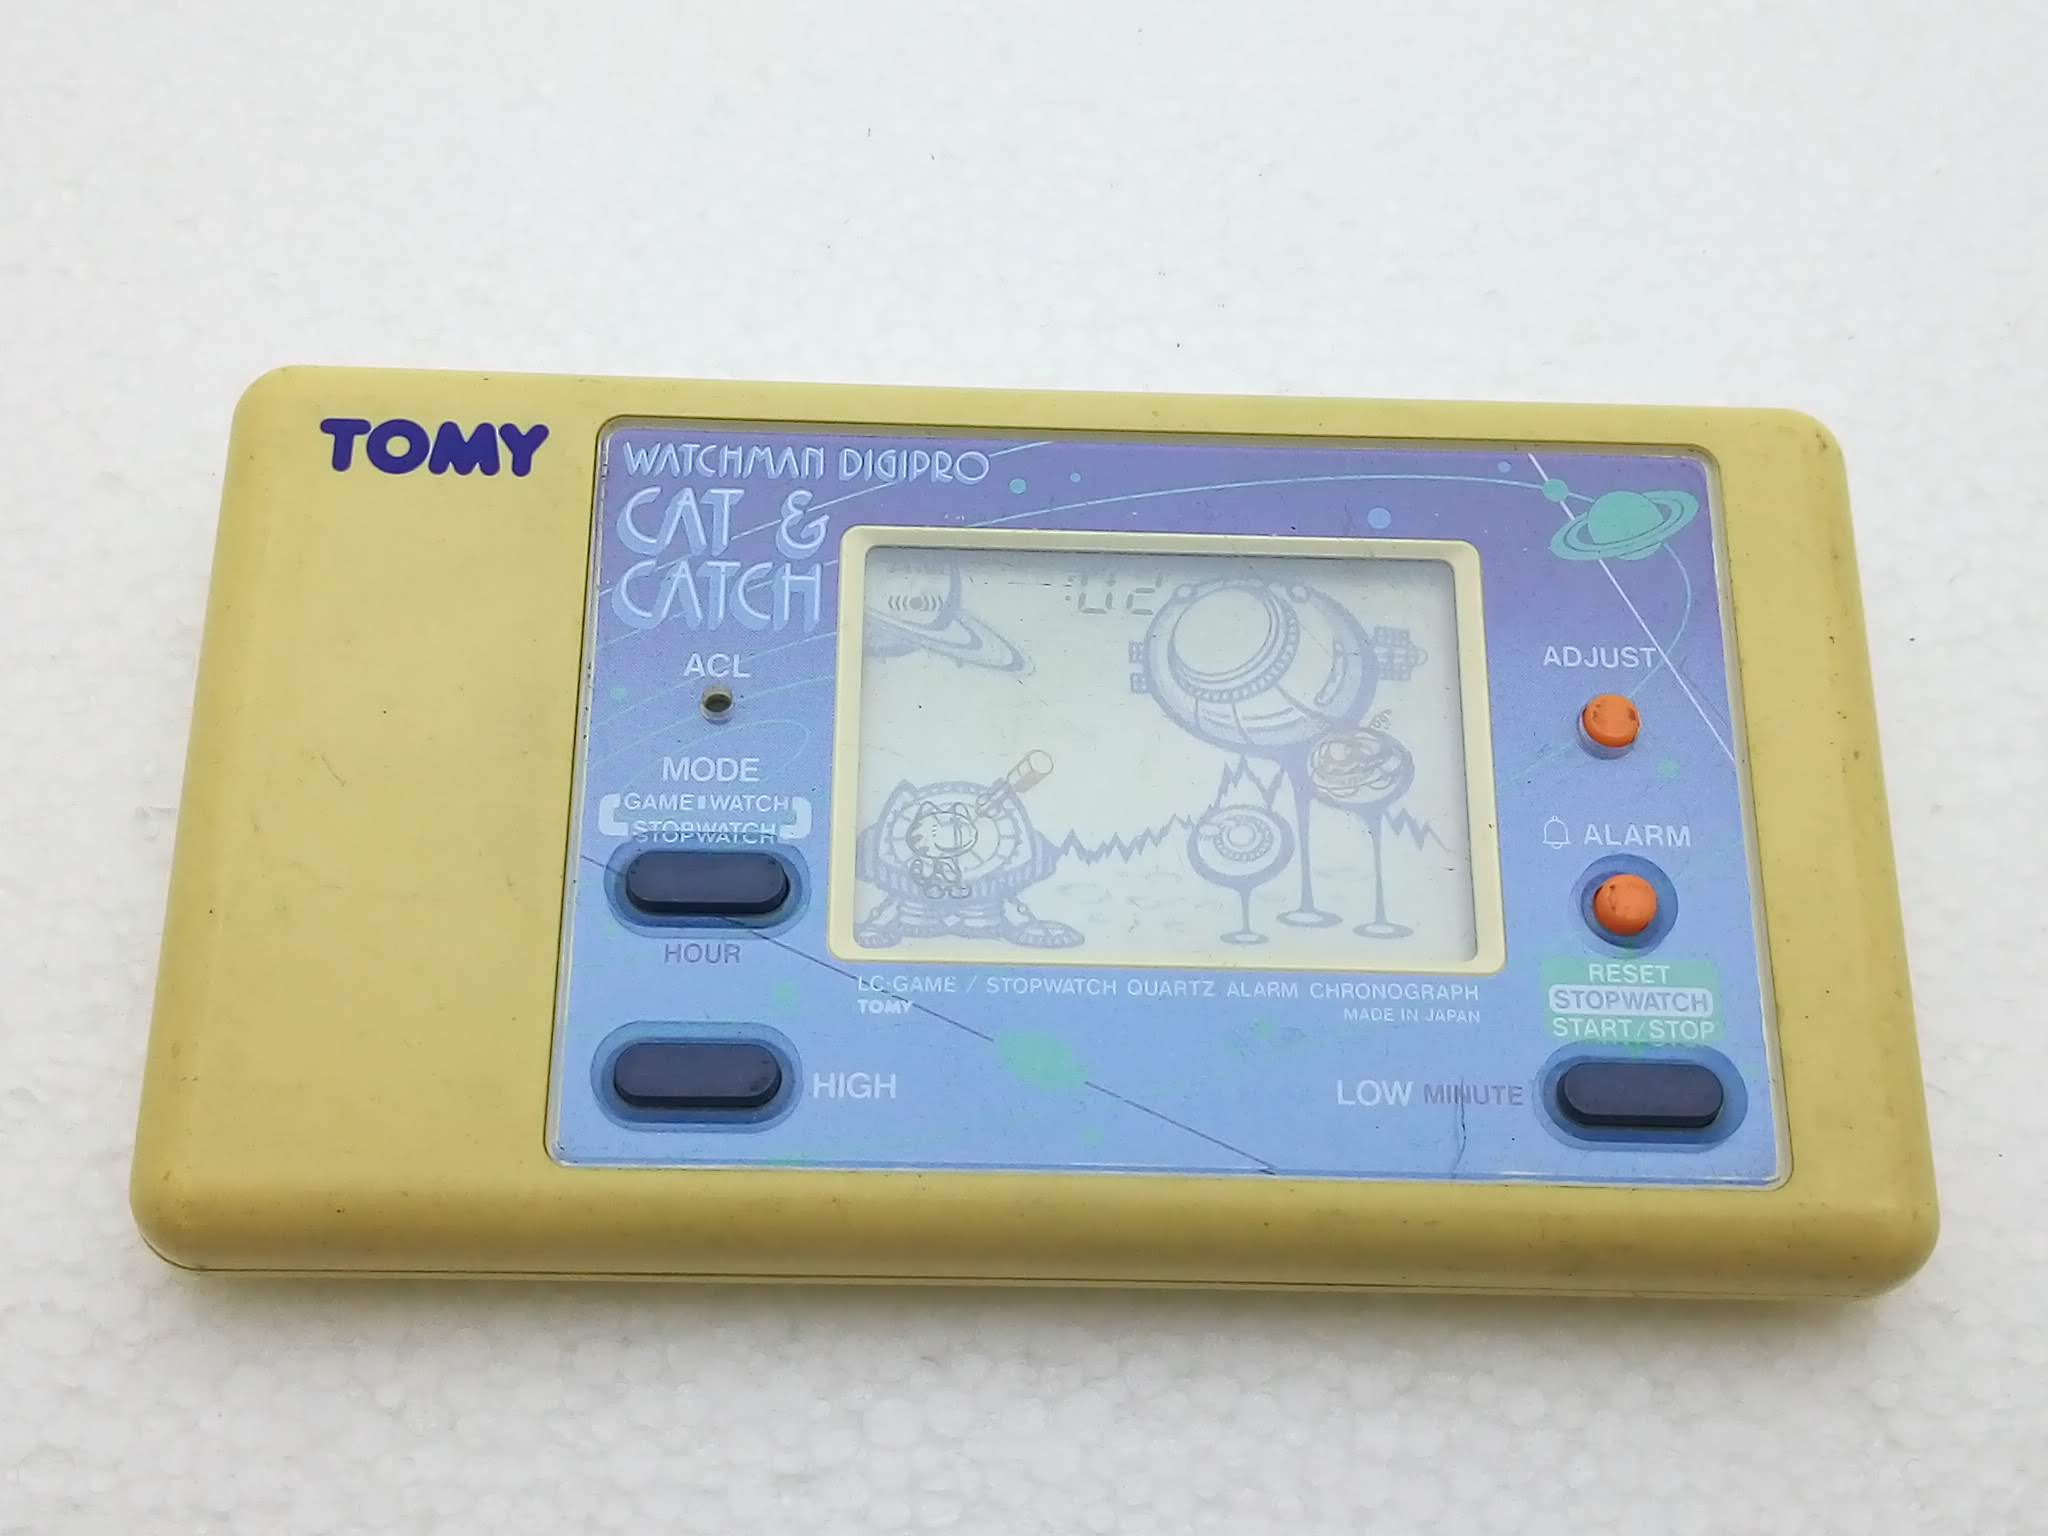 TOMY
WATCHMAN DIGIPRO
CAT &
CATCH
ACL
MODE
GAME WATCH
STOPWATCH
HOUR
HIGH
ADJUST
ALARM
LC-GAME / STOPWATCH QUARTZ ALARM CHRONOGRAPH
TOMY
MADE IN JAPAN
RESET
STOPWATCH
START/STOP
LOW MINUTE